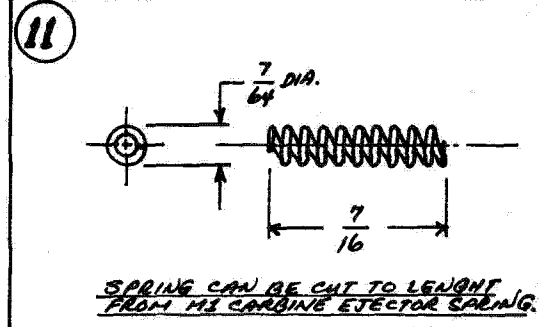 11
7/64 DIA.
7/16
SPRING CAN BE CUT TO LENGHT
FROM M1 CARBINE EJECTOR SPRING.